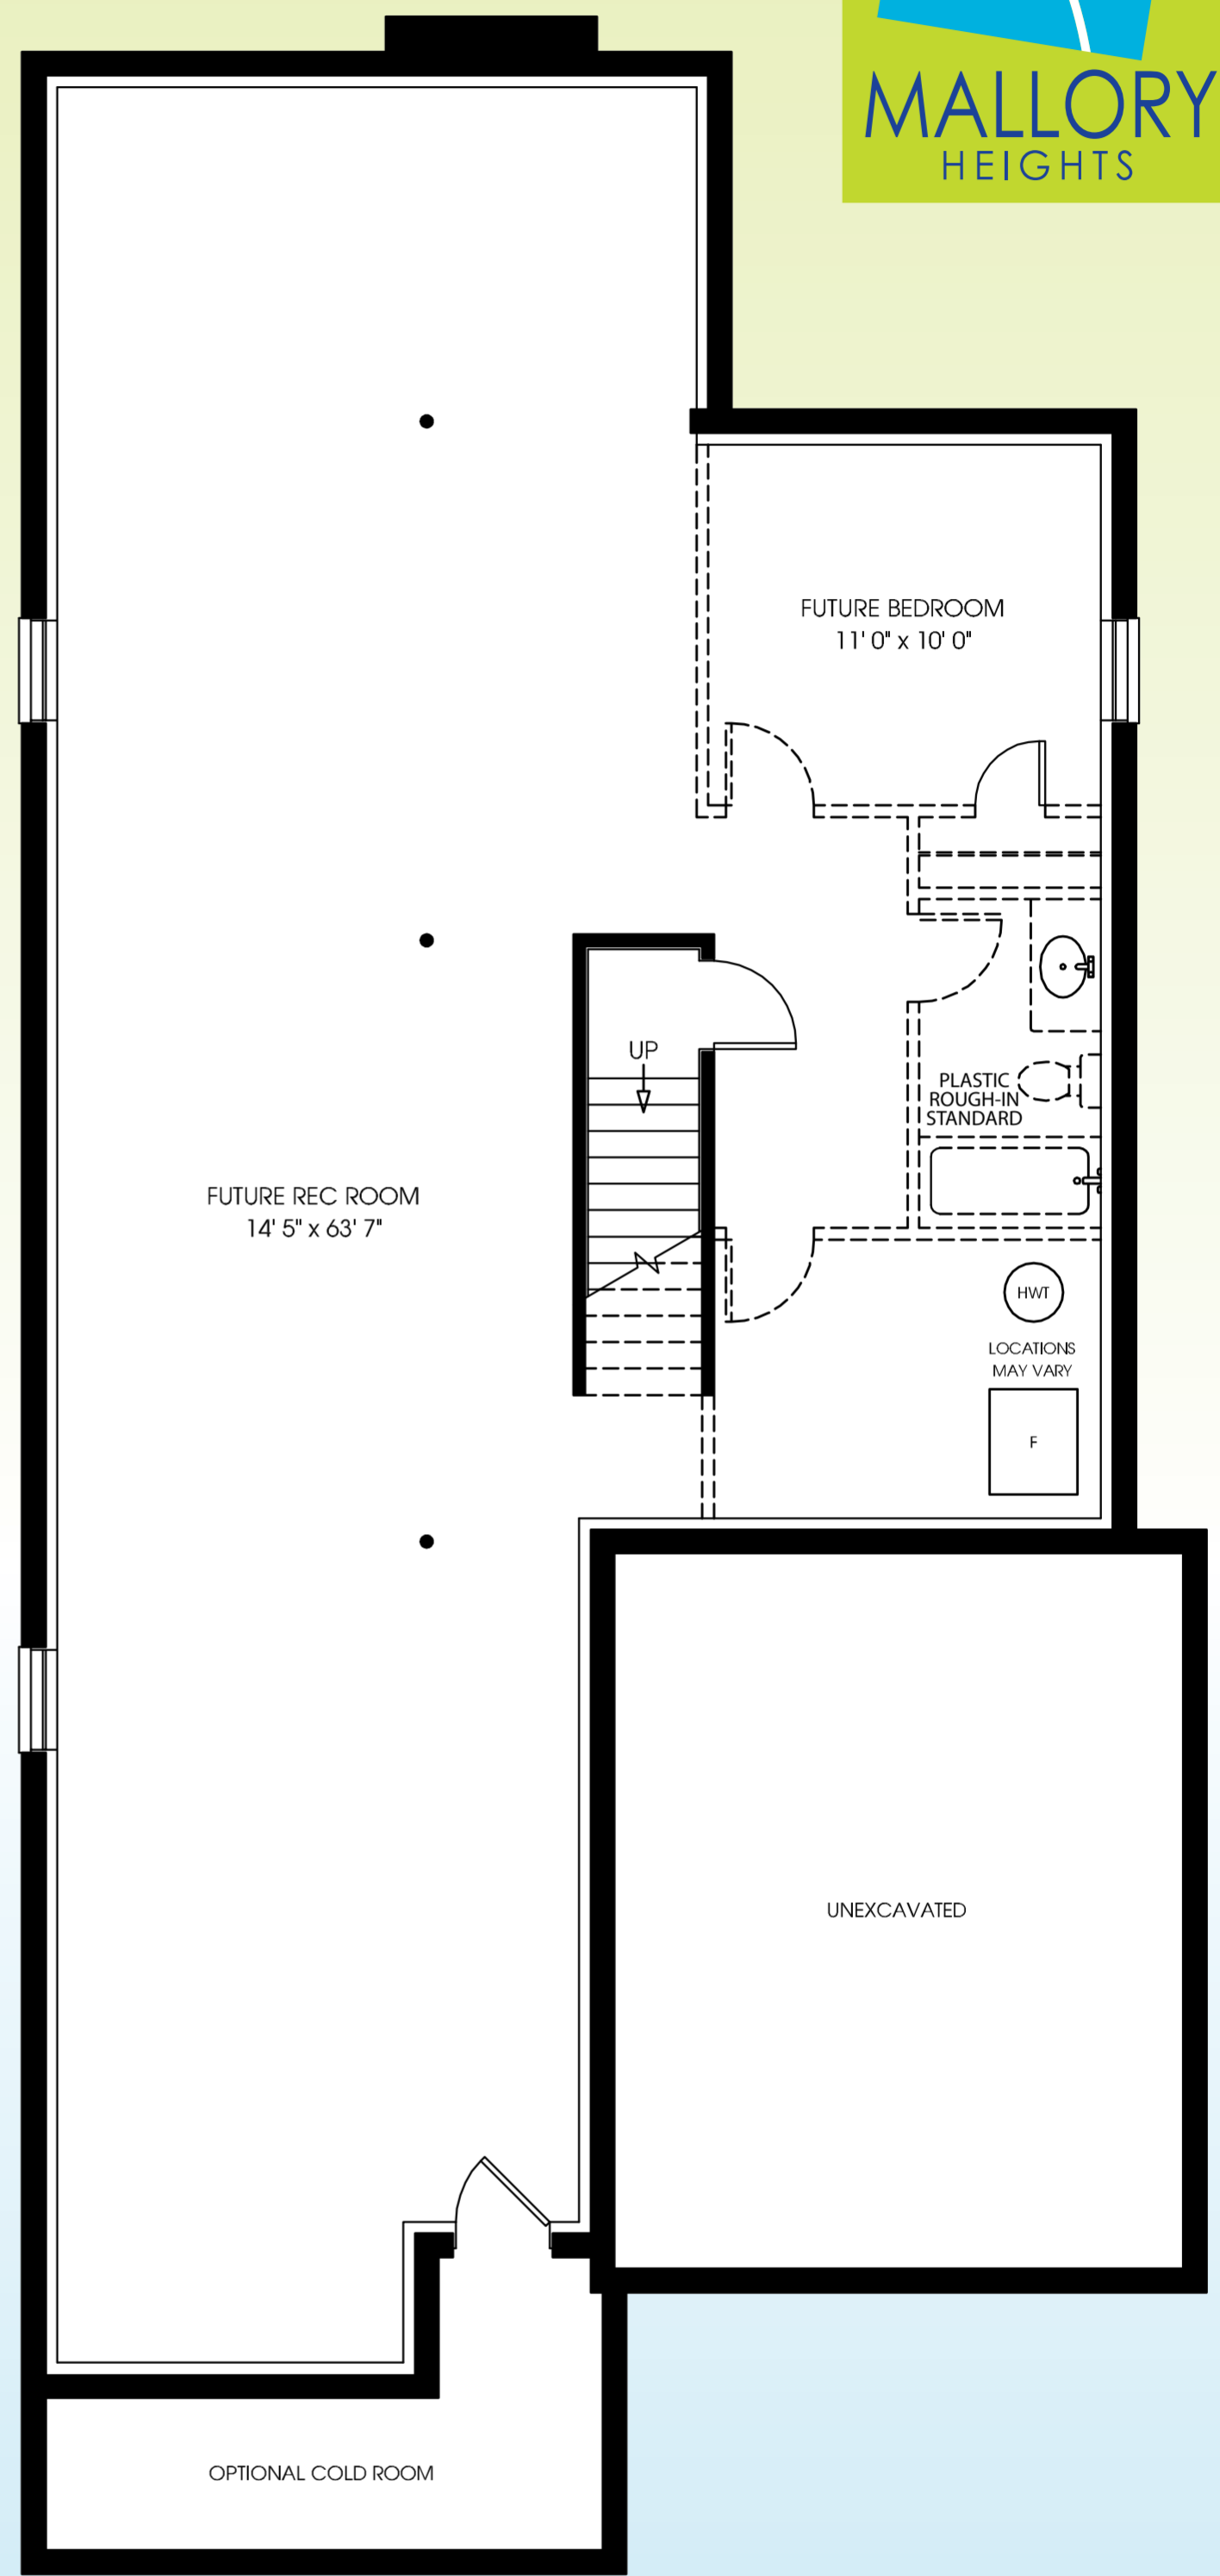 MALLORY
HEIGHTS
FUTURE BEDROOM
11' 0" x 10' 0"
UP
PLASTIC
ROUGH-IN
STANDARD
FUTURE REC ROOM
14' 5" x 63' 7"
HWT
LOCATIONS
MAY VARY
F
UNEXCAVATED
OPTIONAL COLD ROOM